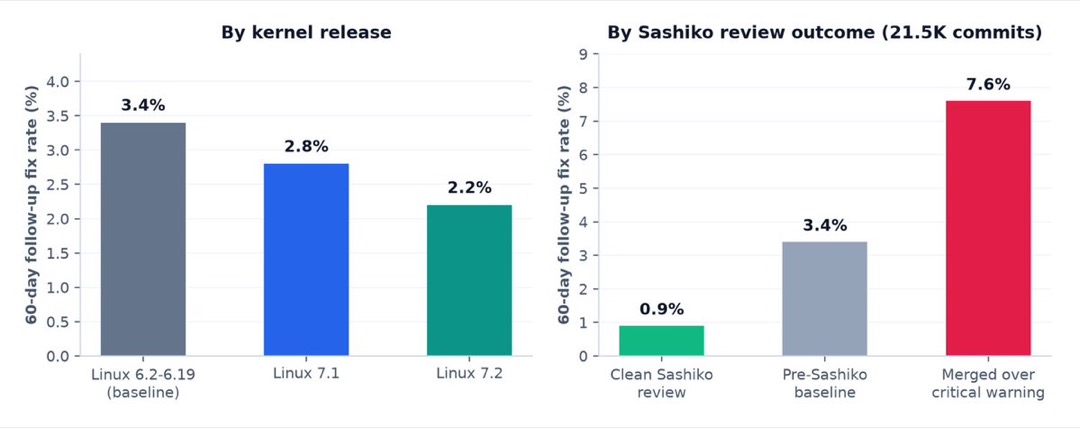 By kernel release
60-day follow-up fix rate (%)
4.0
3.5
3.0
2.5
2.0
1.5
1.0
0.5
0.0
3.4%
2.8%
2.2%
Linux 6.2-6.19
(baseline)
Linux 7.1
Linux 7.2
By Sashiko review outcome (21.5K commits)
60-day follow-up fix rate (%)
9
8
7
6
5
4
3
2
1
0
0.9%
3.4%
7.6%
Clean Sashiko
review
Pre-Sashiko
baseline
Merged over
critical warning